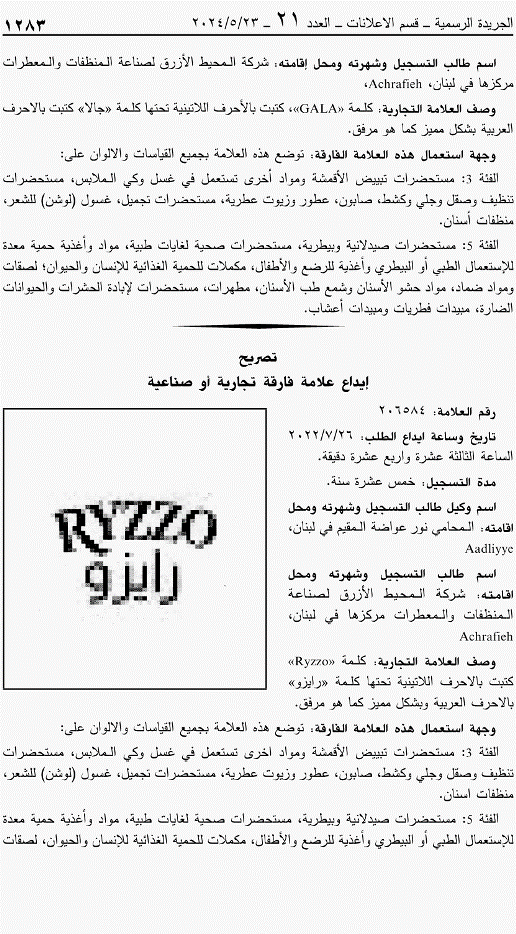 الجريدة الرسمية ــ قسم الاعلانات ــ العدد ٢١ ــ ٢٠٢٤/٥/٢٣ ١٢٨٣
اسم طالب التسجيل وشهرته ومحل إقامته: شركة المحيط الأزرق لصناعة المنظفات والمعطرات
مركزها في لبنان، Achrafieh،
وصف العلامة التجارية: كلمة «GALA»، كتبت بالأحرف اللاتينية تحتها كلمة «جالا» كتبت بالاحرف
العربية بشكل مميز كما هو مرفق.
وجهة استعمال هذه العلامة الفارقة: توضع هذه العلامة بجميع القياسات والالوان على:
الفئة 3: مستحضرات تبييض الأقمشة ومواد أخرى تستعمل في غسل وكي الملابس، مستحضرات
تنظيف وصقل وجلي وكشط، صابون، عطور وزيوت عطرية، مستحضرات تجميل، غسول (لوشن) للشعر،
منظفات أسنان.
الفئة 5: مستحضرات صيدلانية وبيطرية، مستحضرات صحية لغايات طبية، مواد وأغذية حمية معدة
للإستعمال الطبي أو البيطري وأغذية للرضع والأطفال، مكملات للحمية الغذائية للإنسان والحيوان؛ لصقات
ومواد ضماد، مواد حشو الأسنان وشمع طب الأسنان، مطهرات، مستحضرات لإبادة الحشرات والحيوانات
الضارة، مبيدات فطريات ومبيدات أعشاب.
تصريح
إيداع علامة فارقة تجارية أو صناعية
رقم العلامة: ٢٠٦٥٨٤
تاريخ وساعة ايداع الطلب: ٢٠٢٢/٧/٢٦
الساعة الثالثة عشرة واربع عشرة دقيقة.
مدة التسجيل: خمس عشرة سنة.
اسم وكيل طالب التسجيل وشهرته ومحل
اقامته: المحامي نور عواضة المقيم في لبنان،
Aadliyye
اسم طالب التسجيل وشهرته ومحل
اقامته: شركة المحيط الأزرق لصناعة
المنظفات والمعطرات مركزها في لبنان،
Achrafieh
وصف العلامة التجارية: كلمة «Ryzzo»
كتبت بالاحرف اللاتينية تحتها كلمة «رايزو»
بالاحرف العربية وبشكل مميز كما هو مرفق.
RYZZO
رايزو
وجهة استعمال هذه العلامة الفارقة: توضع هذه العلامة بجميع القياسات والالوان على:
الفئة 3: مستحضرات تبييض الأقمشة ومواد اخرى تستعمل في غسل وكي الملابس، مستحضرات
تنظيف وصقل وجلي وكشط، صابون، عطور وزيوت عطرية، مستحضرات تجميل، غسول (لوشن) للشعر،
منظفات اسنان.
الفئة 5: مستحضرات صيدلانية وبيطرية، مستحضرات صحية لغايات طبية، مواد وأغذية حمية معدة
للإستعمال الطبي أو البيطري وأغذية للرضع والأطفال، مكملات للحمية الغذائية للإنسان والحيوان، لصقات